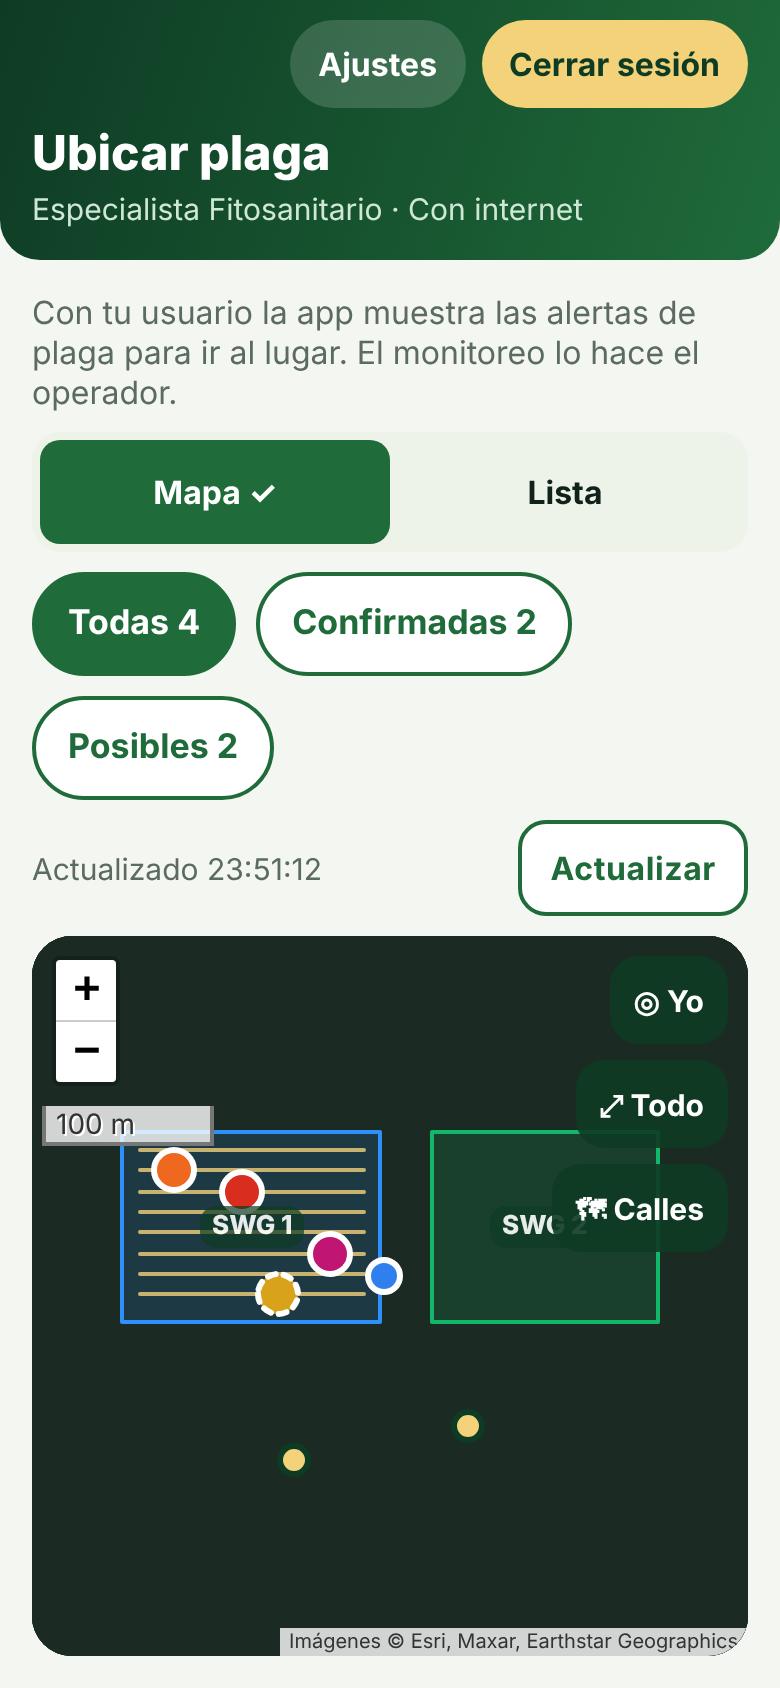 Ajustes
Cerrar sesión
Ubicar plaga
Especialista Fitosanitario · Con internet
Con tu usuario la app muestra las alertas de
plaga para ir al lugar. El monitoreo lo hace el
operador.
Mapa ✓
Lista
Todas 4
Confirmadas 2
Posibles 2
Actualizado 23:51:12
Actualizar
+
−
◎ Yo
⤢ Todo
100 m
🗺 Calles
SWG 1
SWG 2
Imágenes © Esri, Maxar, Earthstar Geographics